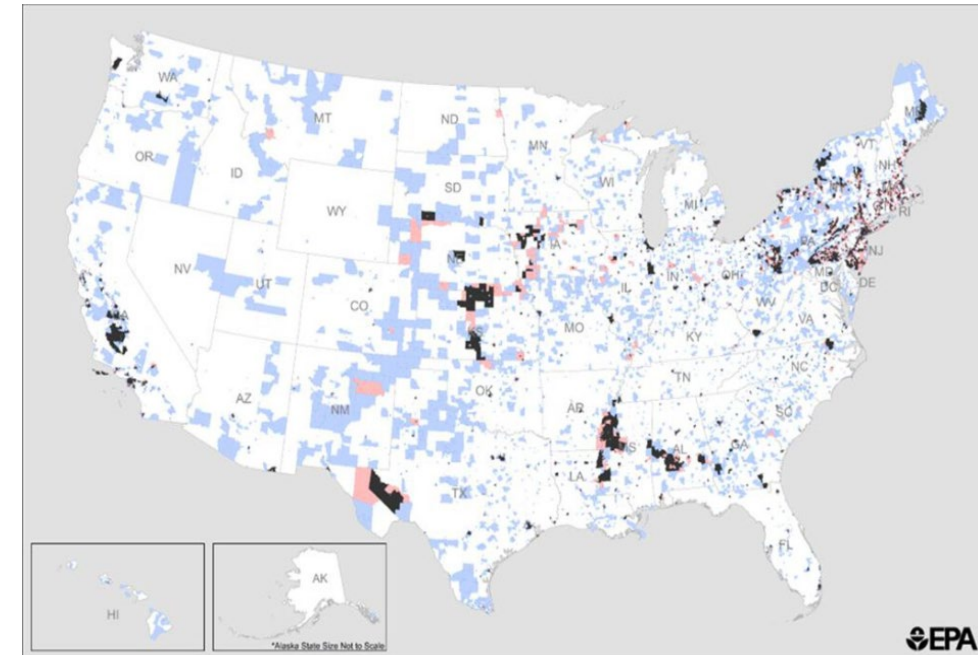 WA
MT
ND
MN
OR
ID
SD
WI
WY
MI
VT
NH
RI
IA
NV
UT
CO
IL
IN
OH
PA
NJ
MD
DE
DC
WV
VA
MO
KY
AZ
NM
OK
TN
NC
AR
SC
MS
AL
GA
LA
TX
FL
HI
AK
*Alaska State Size Not to Scale
EPA